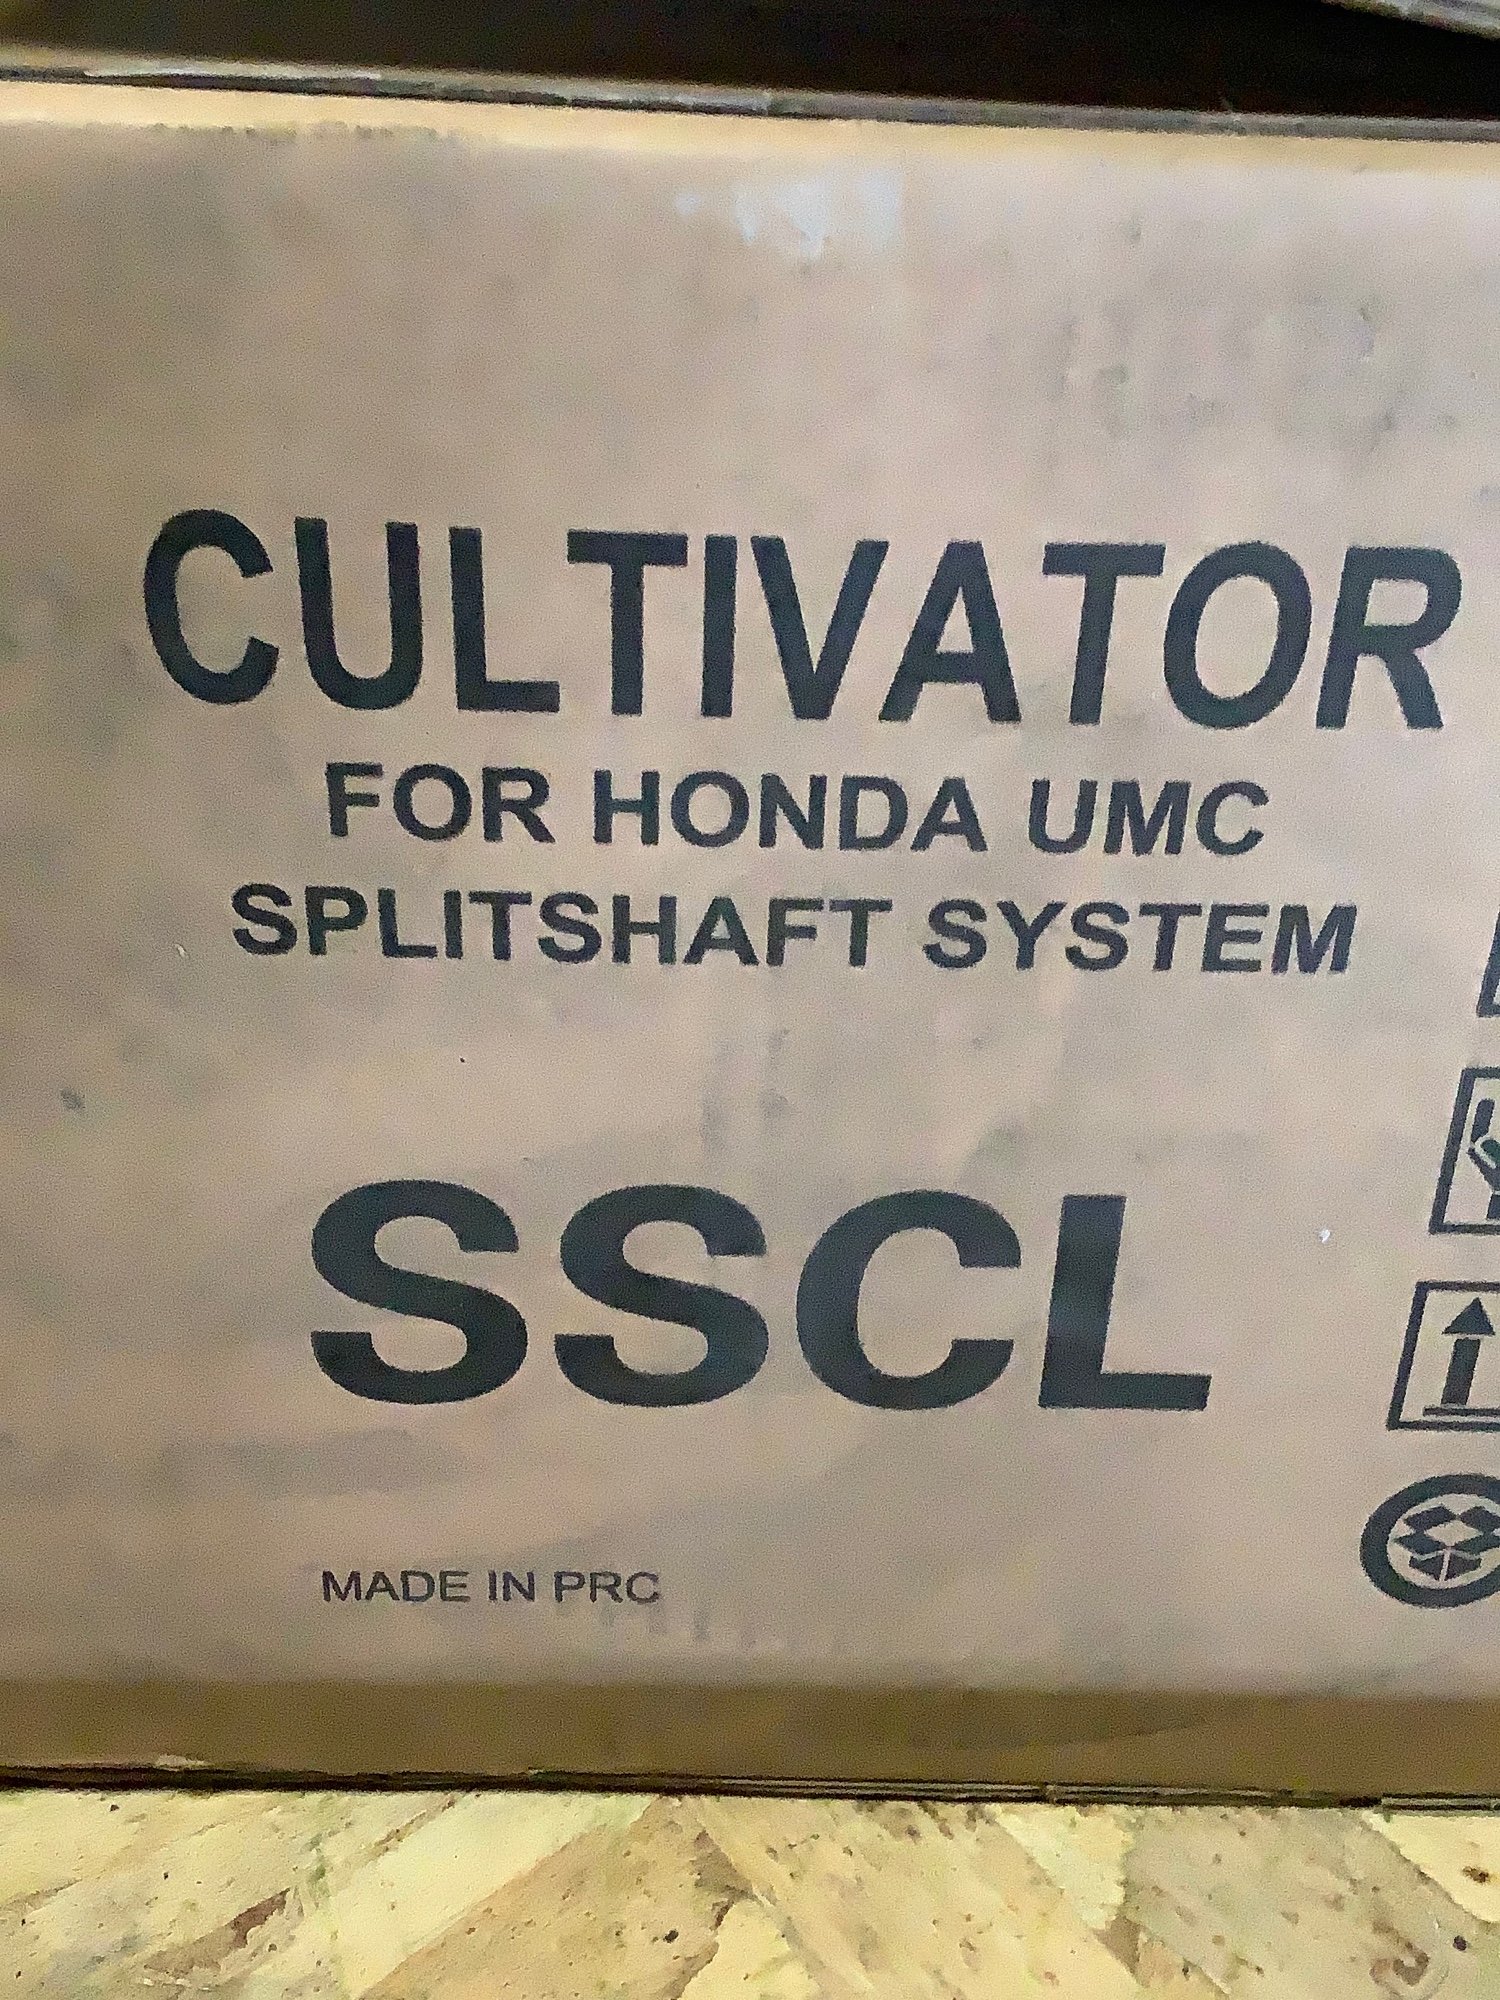 CULTIVATOR
FOR HONDA UMC
SPLITSHAFT SYSTEM
SSCL
MADE IN PRC